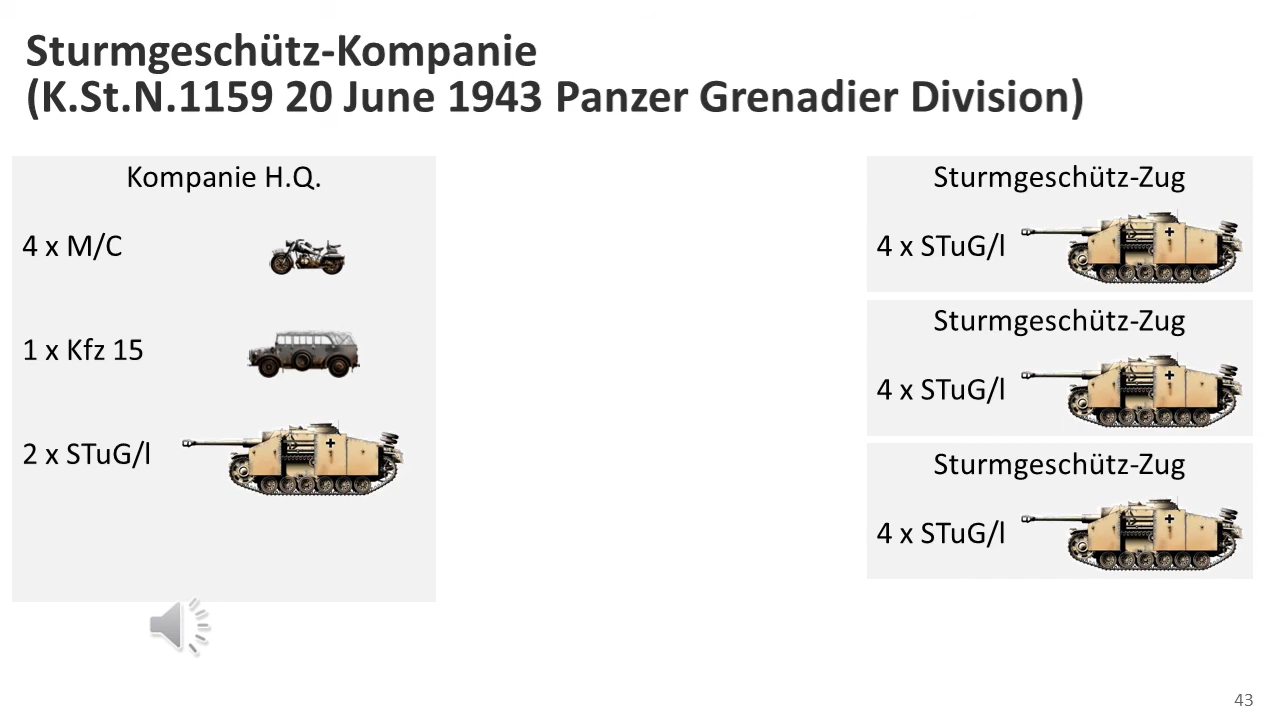 Sturmgeschütz-Kompanie
(K.St.N.1159 20 June 1943 Panzer Grenadier Division)
Kompanie H.Q.
4 x M/C
1 x Kfz 15
2 x STuG/l
Sturmgeschütz-Zug
4 x STuG/l
Sturmgeschütz-Zug
4 x STuG/l
Sturmgeschütz-Zug
4 x STuG/l
43